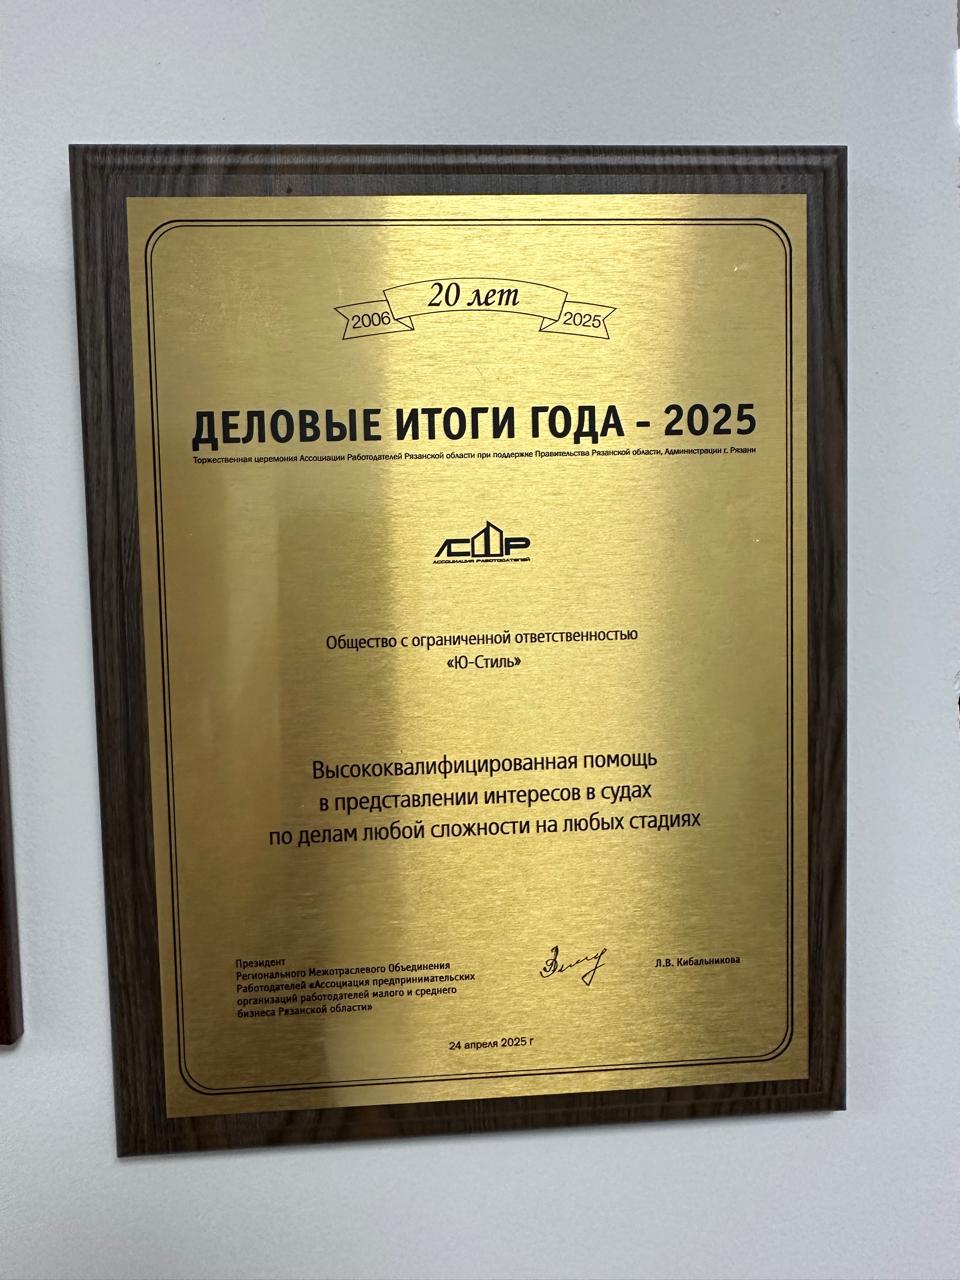 20 лет
2006 2025
ДЕЛОВЫЕ ИТОГИ ГОДА - 2025
Торжественная церемония Ассоциации Работодателей Рязанской области при поддержке Правительства Рязанской области, Администрации г. Рязани
АССОЦИАЦИЯ РАБОТОДАТЕЛЕЙ
Общество с ограниченной ответственностью
«Ю-Стиль»
Высококвалифицированная помощь
в представлении интересов в судах
по делам любой сложности на любых стадиях
Президент
Регионального Межотраслевого Объединения
Работодателей «Ассоциация предпринимательских
организаций работодателей малого и среднего
бизнеса Рязанской области»
Л.В. Кибальникова
24 апреля 2025 г